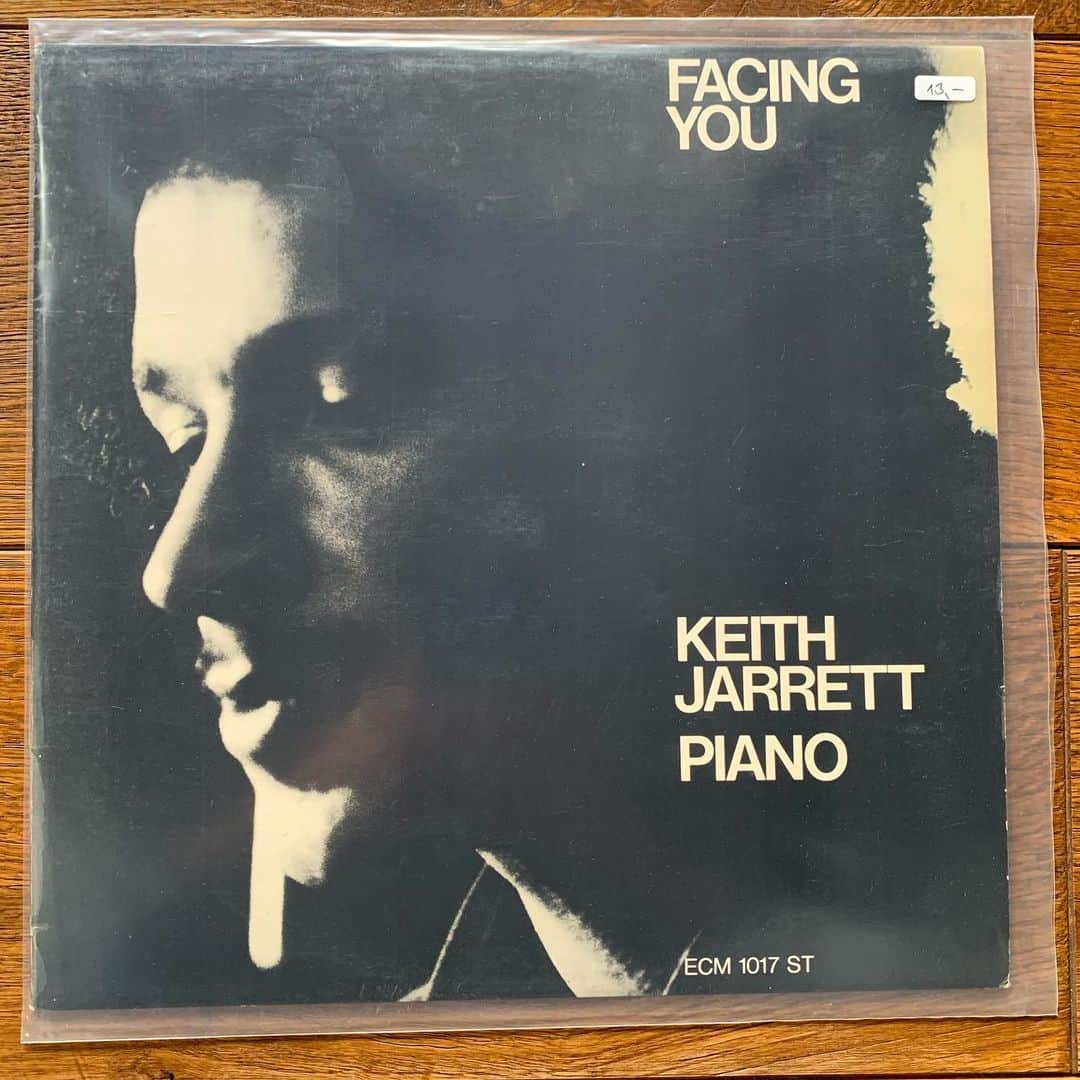 FACING
YOU
13,-
KEITH
JARRETT
PIANO
ECM 1017 ST